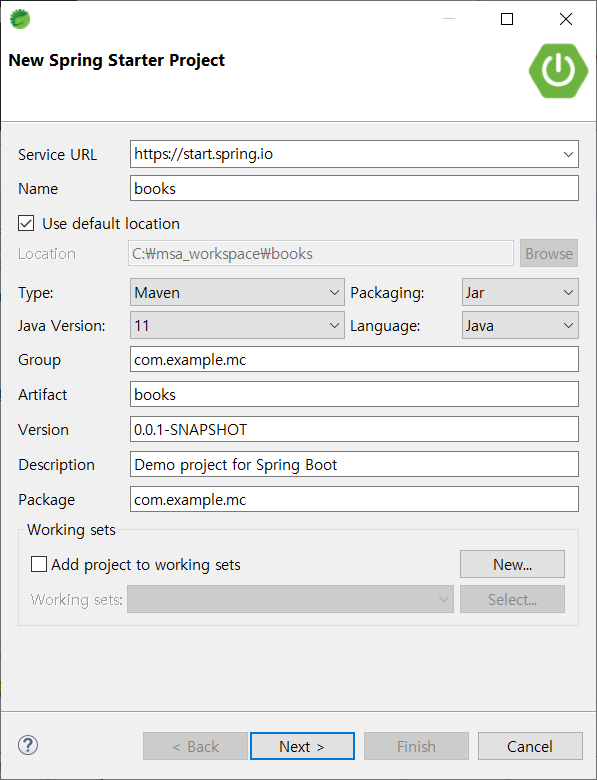 New Spring Starter Project
Service URL https://start.spring.io
Name books
Use default location
Location C:₩msa_workspace₩books Browse
Type: Maven Packaging: Jar
Java Version: 11 Language: Java
Group com.example.mc
Artifact books
Version 0.0.1-SNAPSHOT
Description Demo project for Spring Boot
Package com.example.mc
Working sets
Add project to working sets New...
Working sets: Select...
? < Back Next > Finish Cancel